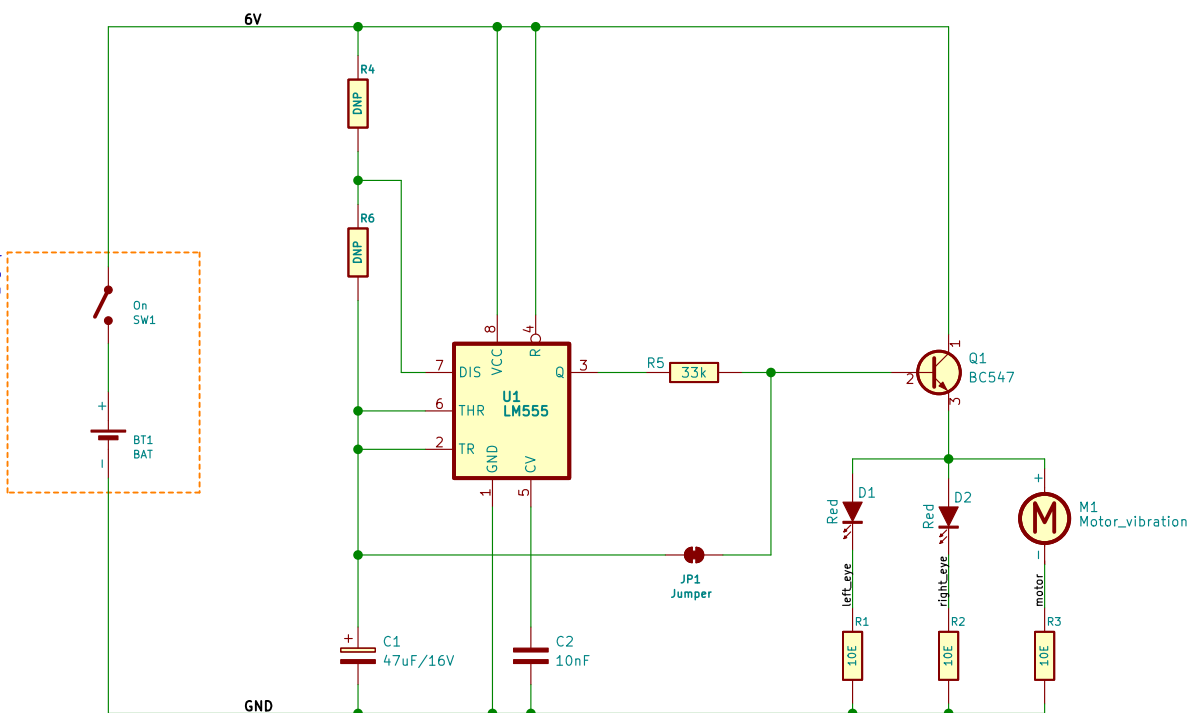 6V
R4
DNP
R6
DNP
On
SW1
+
BT1
BAT
-
8
4
VCC
R
7
DIS
Q
3
6
THR
U1
LM555
2
TR
GND
CV
1
5
R5
33k
1
Q1
2
BC547
3
D1
Red
D2
Red
+
M
M1
Motor_vibration
-
JP1
Jumper
left_eye
right_eye
motor
+
C1
47uF/16V
C2
10nF
R1
10E
R2
10E
R3
10E
GND